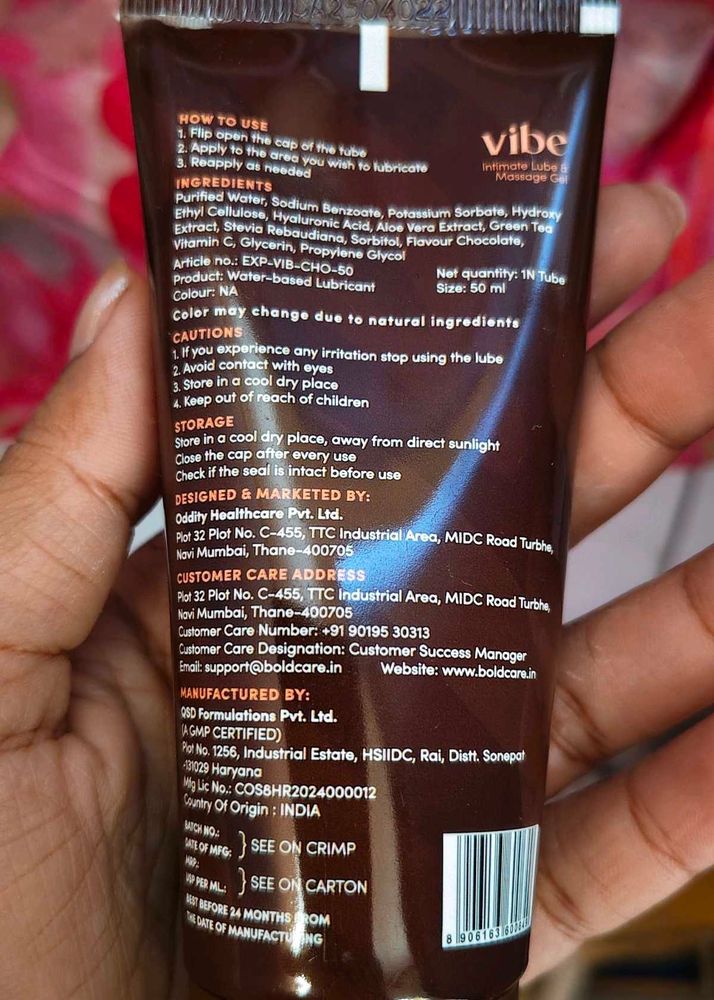 HOW TO USE
1. Flip open the cap of the tube
2. Apply to the area you wish to lubricate
3. Reapply as needed
vibe
Intimate Lube &
Massage Gel
INGREDIENTS
Purified Water, Sodium Benzoate, Potassium Sorbate, Hydroxy
Ethyl Cellulose, Hyaluronic Acid, Aloe Vera Extract, Green Tea
Extract, Stevia Rebaudiana, Sorbitol, Flavour Chocolate,
Vitamin C, Glycerin, Propylene Glycol
Article no.: EXP-VIB-CHO-50
Product: Water-based Lubricant
Colour: NA
Net quantity: 1N Tube
Size: 50 ml
Color may change due to natural ingredients
CAUTIONS
1. If you experience any irritation stop using the lube
2. Avoid contact with eyes
3. Store in a cool dry place
4. Keep out of reach of children
STORAGE
Store in a cool dry place, away from direct sunlight
Close the cap after every use
Check if the seal is intact before use
DESIGNED & MARKETED BY:
Oddity Healthcare Pvt. Ltd.
Plot 32 Plot No. C-455, TTC Industrial Area, MIDC Road Turbhe,
Navi Mumbai, Thane-400705
CUSTOMER CARE ADDRESS
Plot 32 Plot No. C-455, TTC Industrial Area, MIDC Road Turbhe,
Navi Mumbai, Thane-400705
Customer Care Number: +91 90195 30313
Customer Care Designation: Customer Success Manager
Email: support@boldcare.in Website: www.boldcare.in
MANUFACTURED BY:
QSD Formulations Pvt. Ltd.
(A GMP CERTIFIED)
Plot No. 1256, Industrial Estate, HSIIDC, Rai, Distt. Sonepat
-131029 Haryana
Mfg Lic No.: COS8HR2024000012
Country Of Origin : INDIA
BATCH NO.:
DATE OF MFG: } SEE ON CRIMP
MRP:
USP PER ML.: } SEE ON CARTON
BEST BEFORE 24 MONTHS FROM
THE DATE OF MANUFACTURING